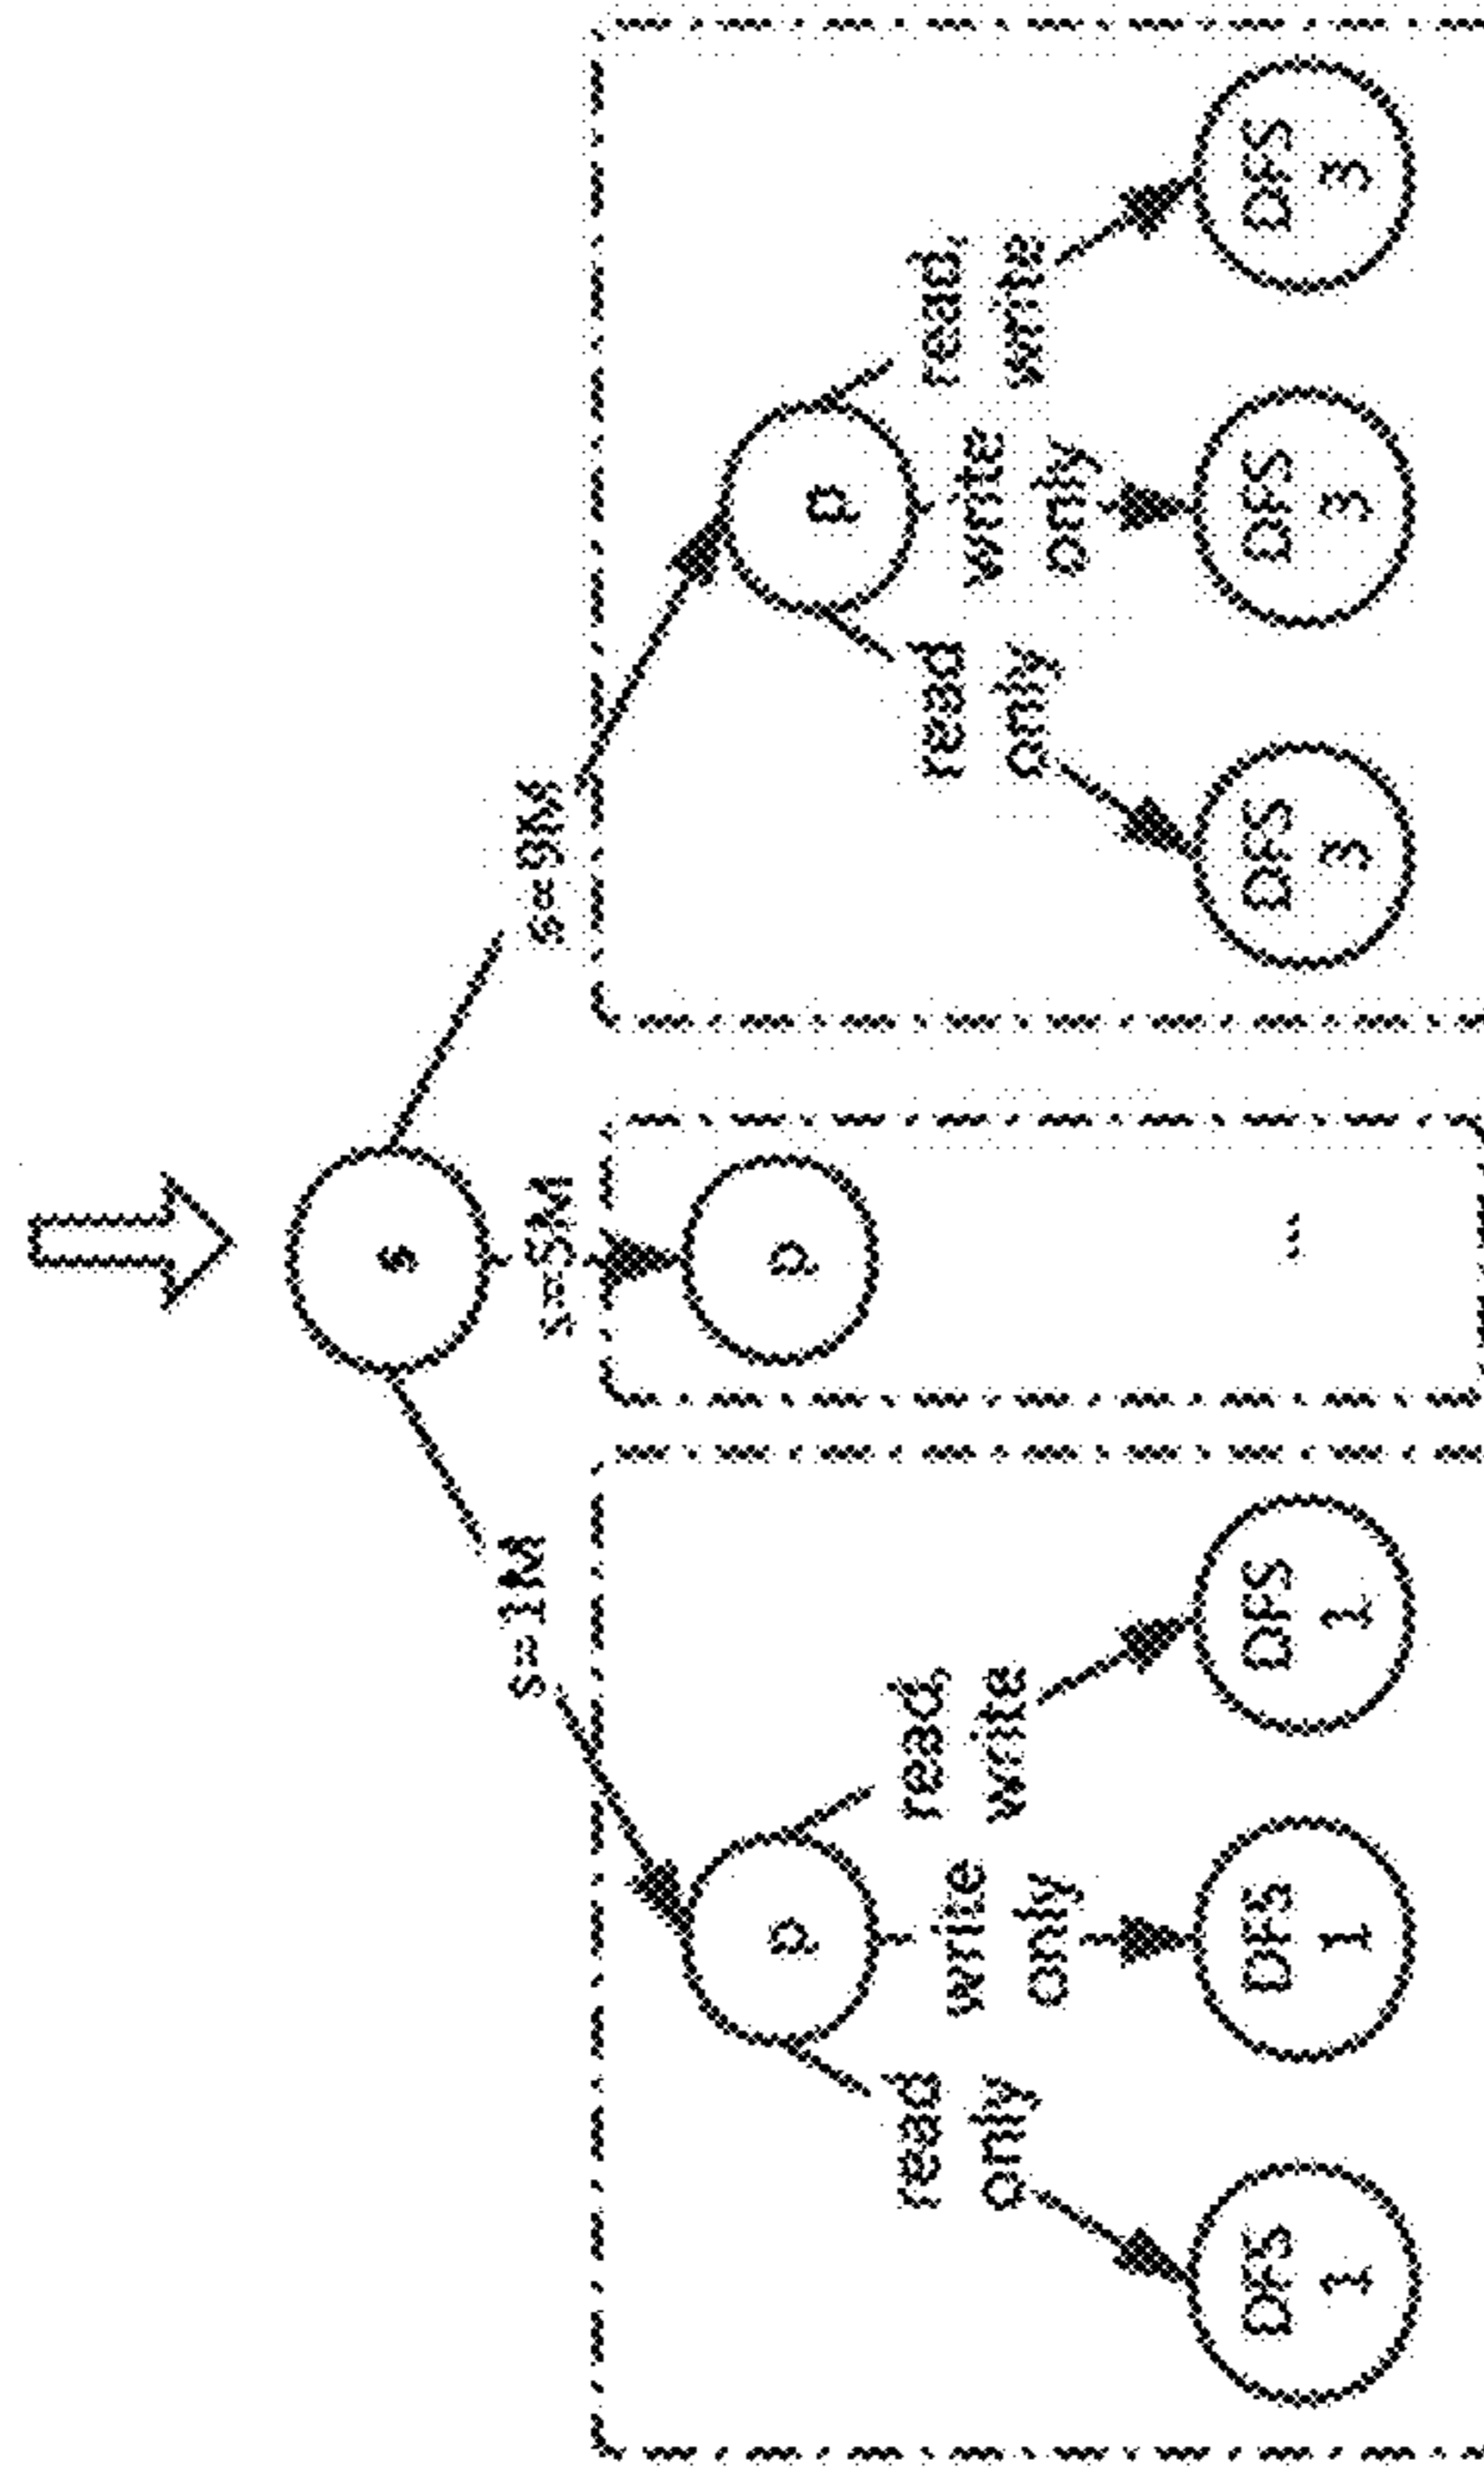 s
s=1M
s=5M
s=9M
p
p
p
read
only
write
only
read,
write
read
only
write
only
read,
write
DFS
1
DFS
1
DFS
1
...
DFS
3
DFS
3
DFS
3